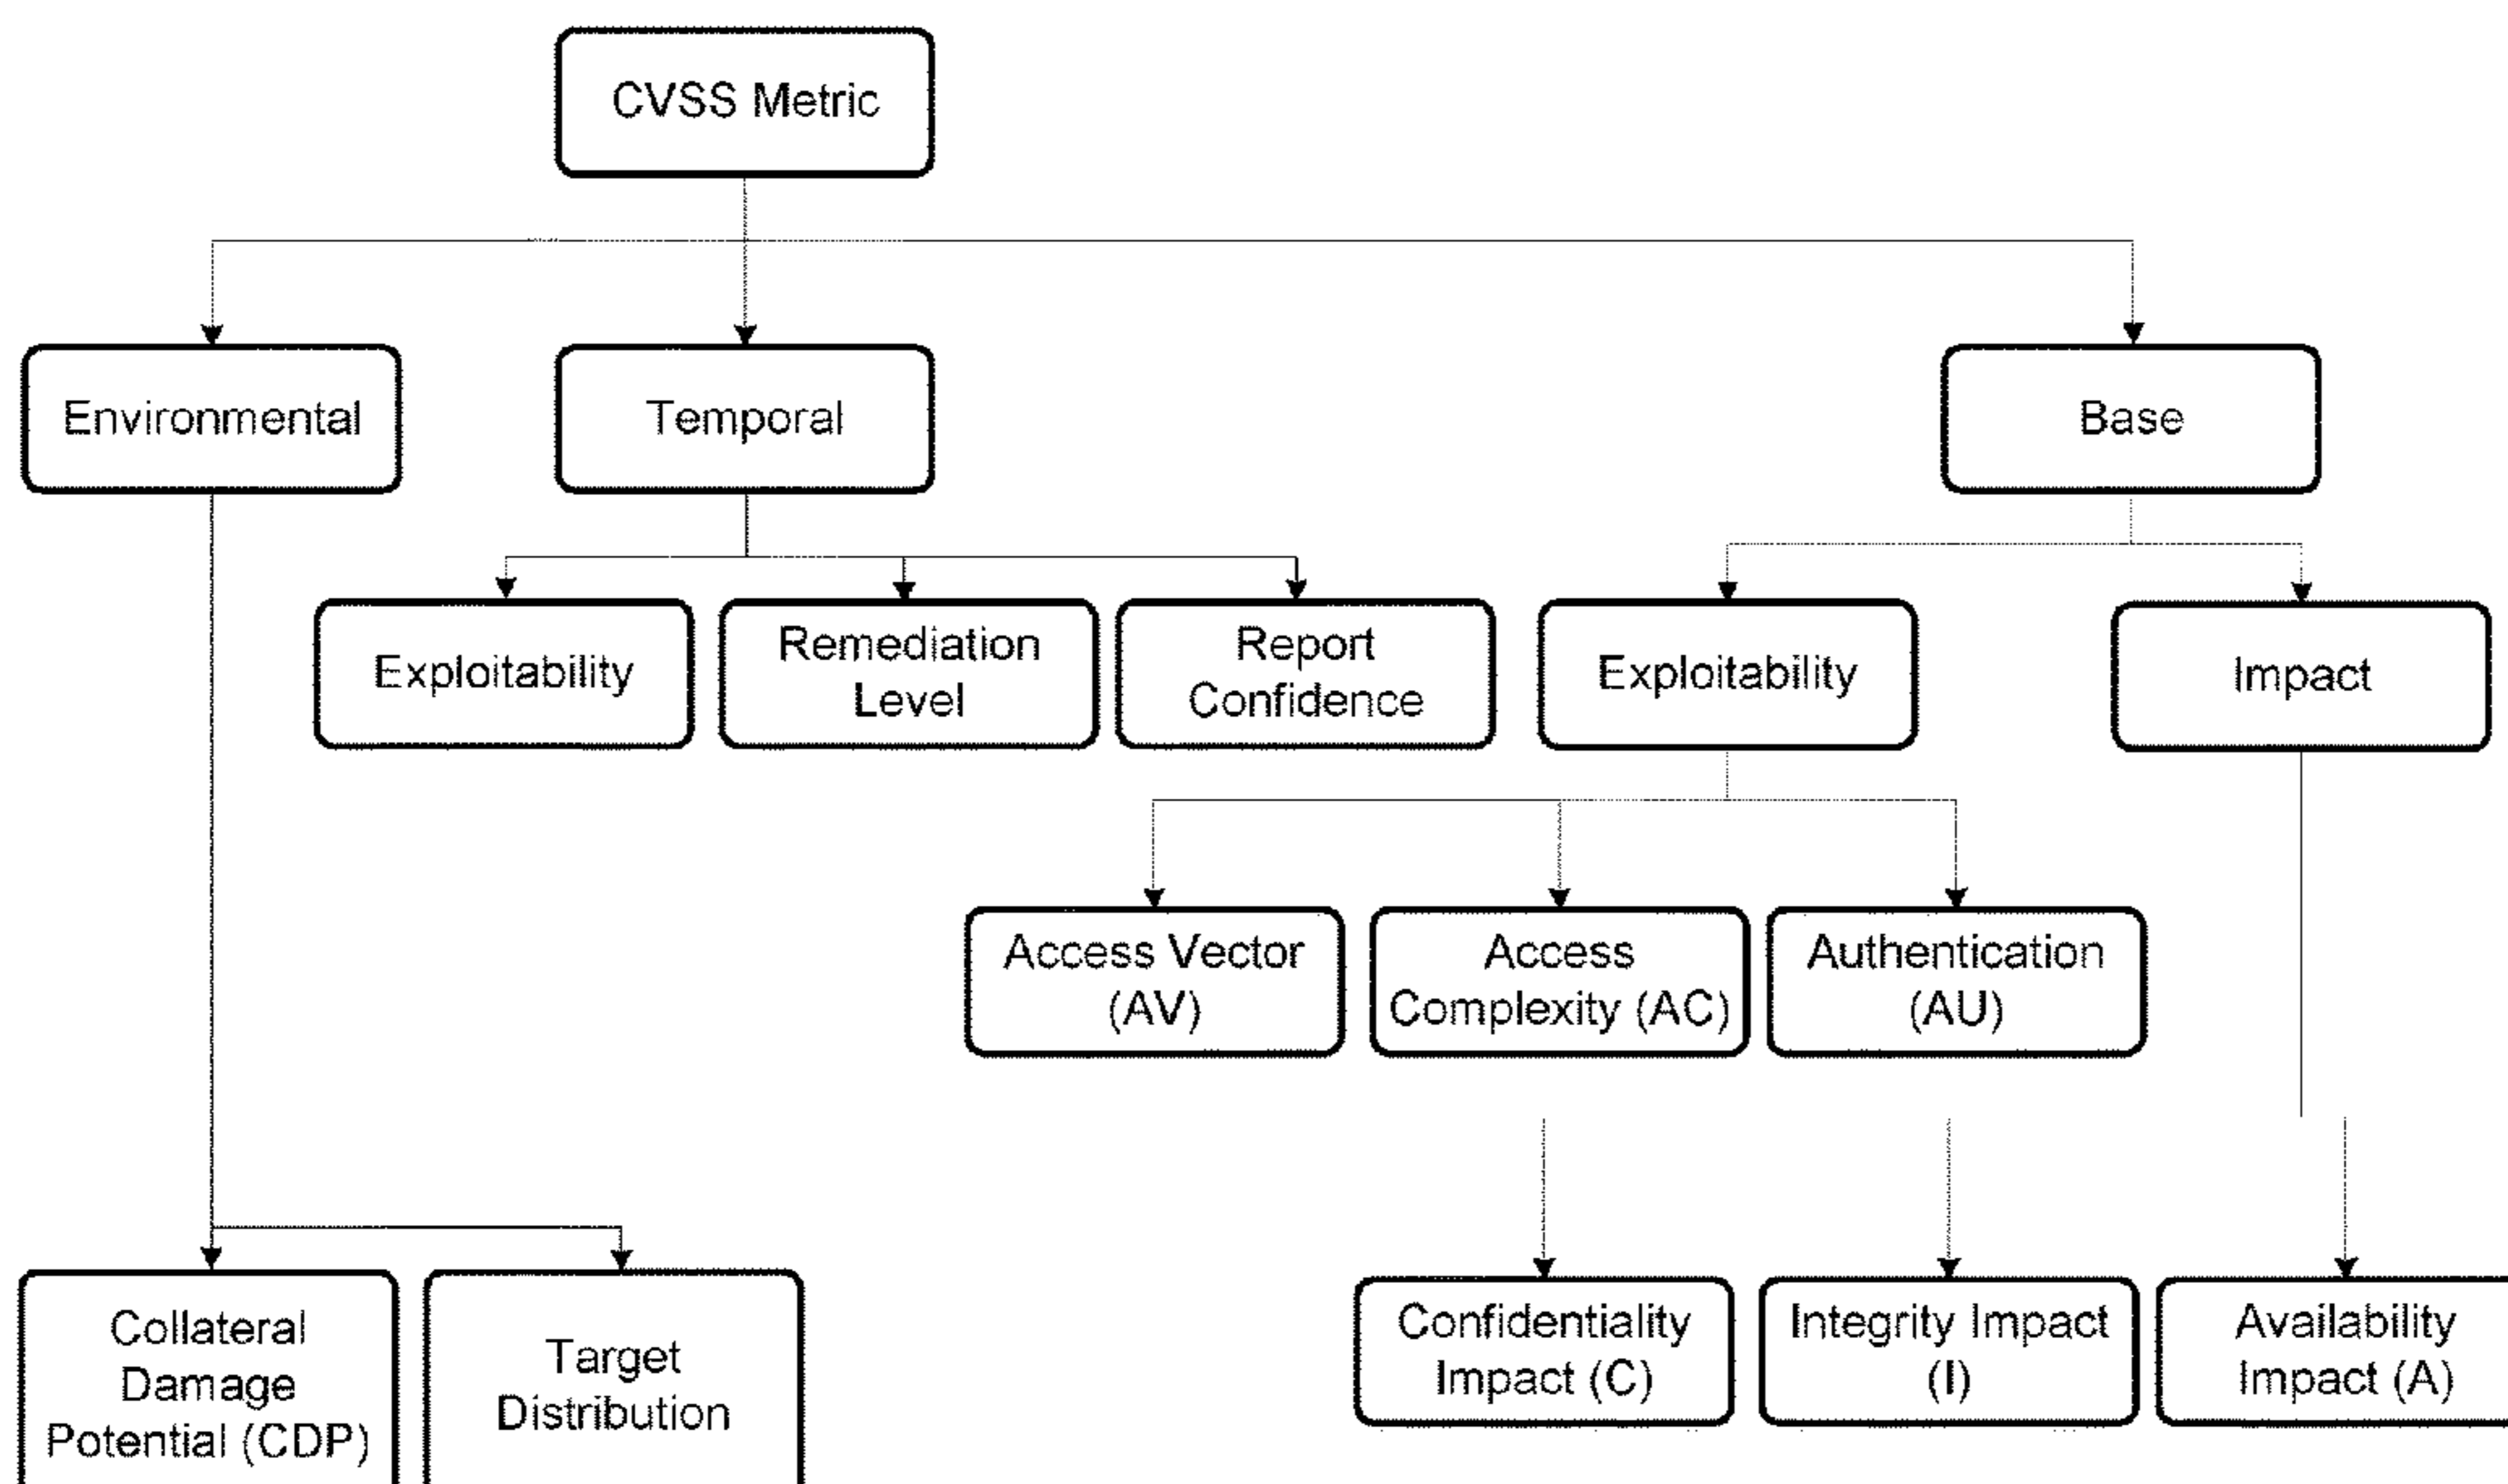 CVSS Metric
Environmental
Temporal
Base
Exploitability
Remediation
Level
Report
Confidence
Exploitability
Impact
Access Vector
(AV)
Access
Complexity (AC)
Authentication
(AU)
Collateral
Damage
Potential (CDP)
Target
Distribution
Confidentiality
Impact (C)
Integrity Impact
(I)
Availability
Impact (A)